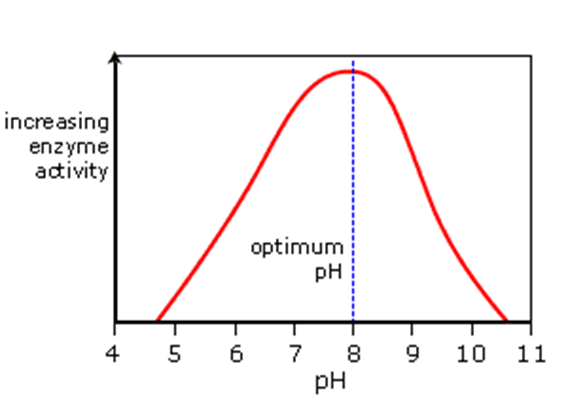 increasing
enzyme
activity
optimum
pH
4 5 6 7 8 9 10 11
pH